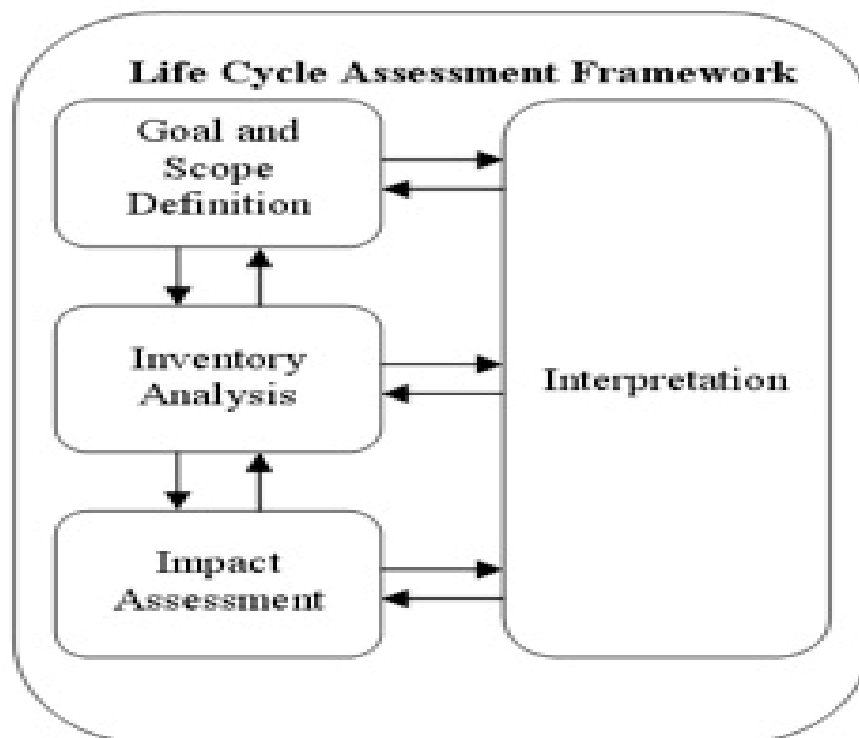 Life Cycle Assessment Framework
Goal and
Scope
Definition
Inventory
Analysis
Impact
Assessment
Interpretation